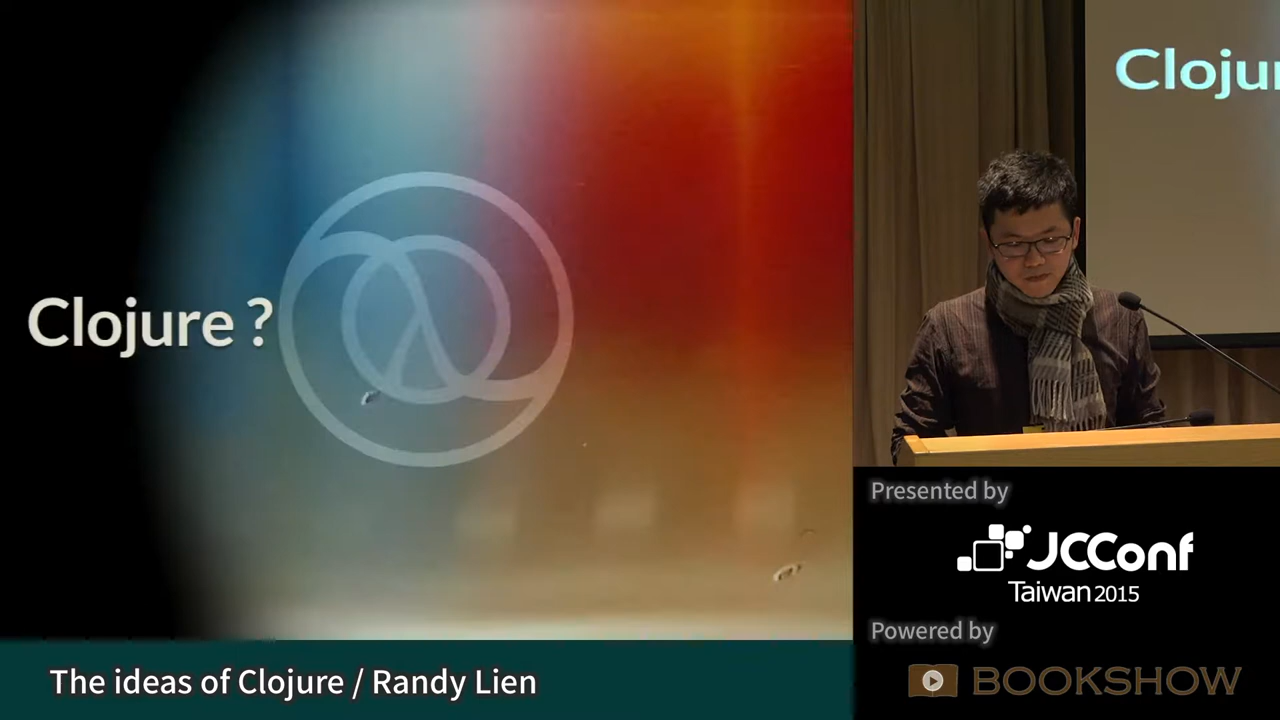 Clojure ?
Clojur
Presented by
JCConf
Taiwan 2015
Powered by
BOOKSHOW
The ideas of Clojure / Randy Lien